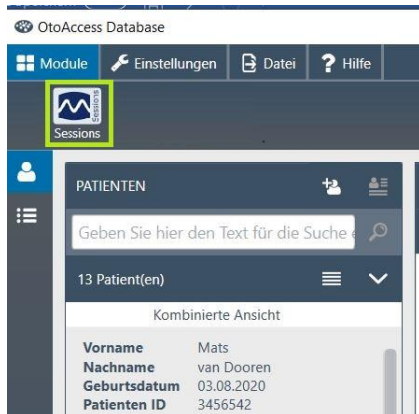 OtoAccess Database
Module Einstellungen Datei ? Hilfe
Sessions
Sessions
PATIENTEN
Geben Sie hier den Text für die Suche e
13 Patient(en)
Kombinierte Ansicht
Vorname Mats
Nachname van Dooren
Geburtsdatum 03.08.2020
Patienten ID 3456542